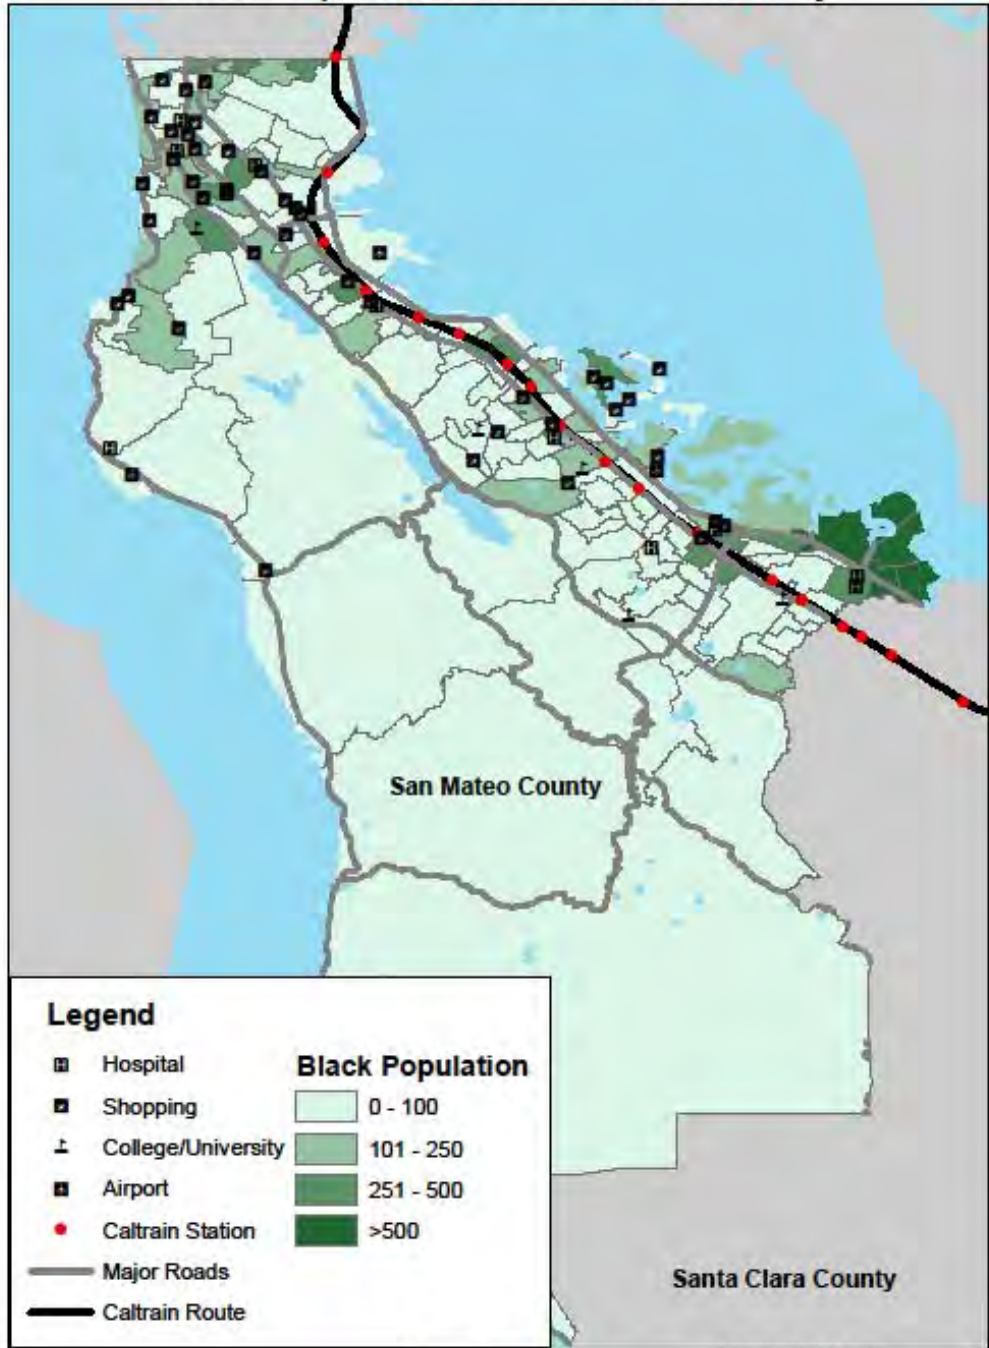 San Mateo County
Santa Clara County
Legend
Hospital
Shopping
College/University
Airport
Caltrain Station
Major Roads
Caltrain Route
Black Population
0 - 100
101 - 250
251 - 500
>500